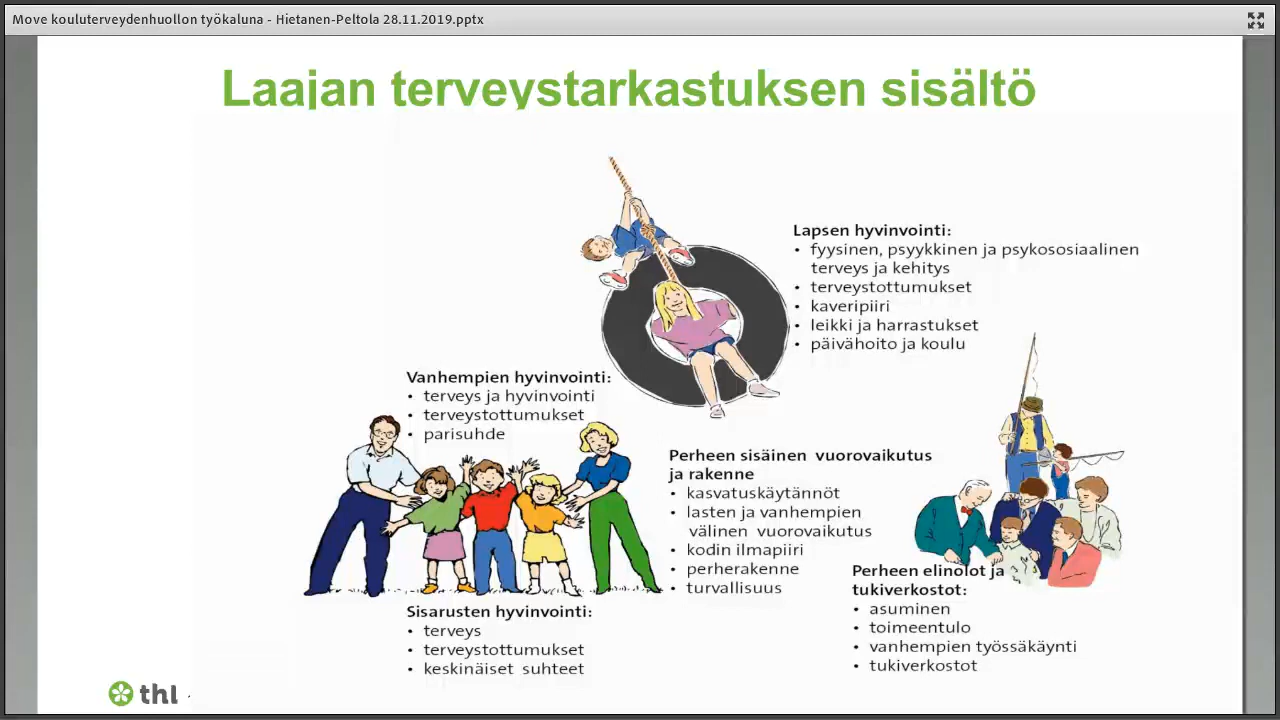 Move kouluterveydenhuollon työkaluna - Hietanen-Peltola 28.11.2019.pptx
Laajan terveystarkastuksen sisältö
Lapsen hyvinvointi:
• fyysinen, psyykkinen ja psykososiaalinen
terveys ja kehitys
• terveystottumukset
• kaveripiiri
• leikki ja harrastukset
• päivähoito ja koulu
Vanhempien hyvinvointi:
• terveys ja hyvinvointi
• terveystottumukset
• parisuhde
Perheen sisäinen vuorovaikutus
ja rakenne
• kasvatuskäytännöt
• lasten ja vanhempien
välinen vuorovaikutus
• kodin ilmapiiri
• perherakenne
• turvallisuus
Perheen elinolot ja
tukiverkostot:
• asuminen
• toimeentulo
• vanhempien työssäkäynti
• tukiverkostot
Sisarusten hyvinvointi:
• terveys
• terveystottumukset
• keskinäiset suhteet
thl